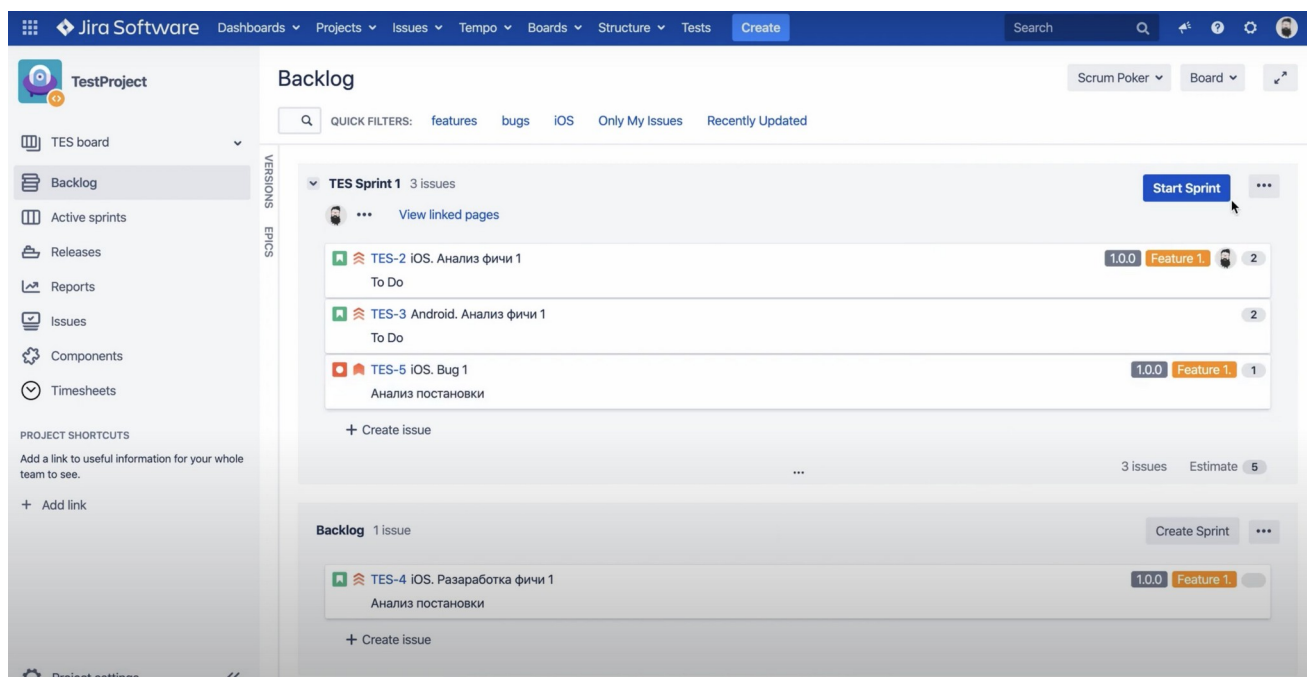 Jira Software Dashboards Projects Issues Tempo Boards Structure Tests Create Search
TestProject
TES board
Backlog
Active sprints
Releases
Reports
Issues
Components
Timesheets
PROJECT SHORTCUTS
Add a link to useful information for your whole
team to see.
+ Add link
Project settings
VERSIONS
EPICS
Backlog
Scrum Poker Board
QUICK FILTERS: features bugs iOS Only My Issues Recently Updated
TES Sprint 1 3 issues
Start Sprint ...
... View linked pages
TES-2 iOS. Анализ фичи 1 1.0.0 Feature 1. 2
To Do
TES-3 Android. Анализ фичи 1 2
To Do
TES-5 iOS. Bug 1 1.0.0 Feature 1. 1
Анализ постановки
+ Create issue
...
3 issues Estimate 5
Backlog 1 issue
Create Sprint ...
TES-4 iOS. Разаработка фичи 1 1.0.0 Feature 1.
Анализ постановки
+ Create issue